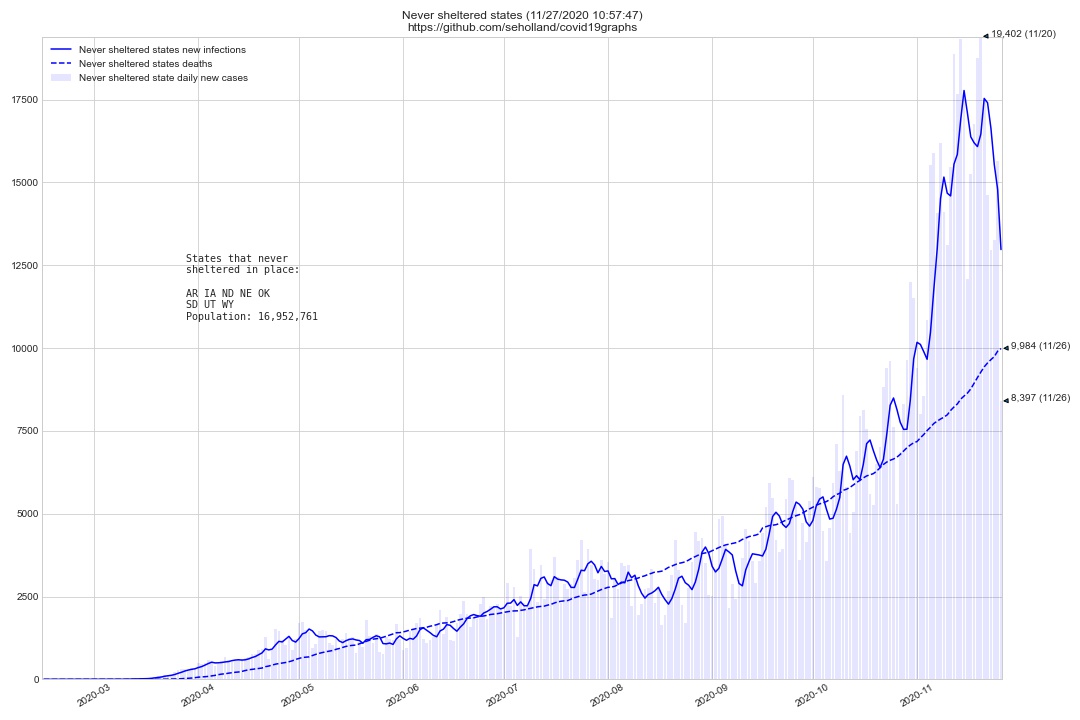 Never sheltered states (11/27/2020 10:57:47)
https://github.com/seholland/covid19graphs
Never sheltered states new infections
Never sheltered states deaths
Never sheltered state daily new cases
19,402 (11/20)
17500
15000
12500
10000
7500
5000
2500
0
States that never
sheltered in place:
AR IA ND NE OK
SD UT WY
Population: 16,952,761
9,984 (11/26)
8,397 (11/26)
2020-03
2020-04
2020-05
2020-06
2020-07
2020-08
2020-09
2020-10
2020-11